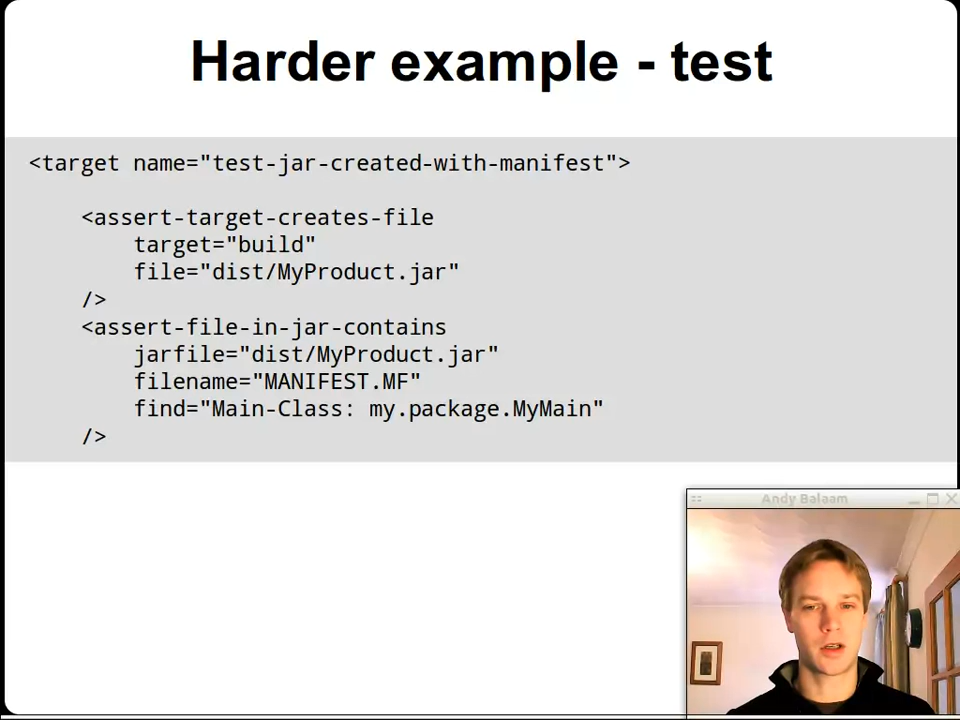 Harder example - test
<target name="test-jar-created-with-manifest">
<assert-target-creates-file
target="build"
file="dist/MyProduct.jar"
/>
<assert-file-in-jar-contains
jarfile="dist/MyProduct.jar"
filename="MANIFEST.MF"
find="Main-Class: my.package.MyMain"
/>
Andy Balaam